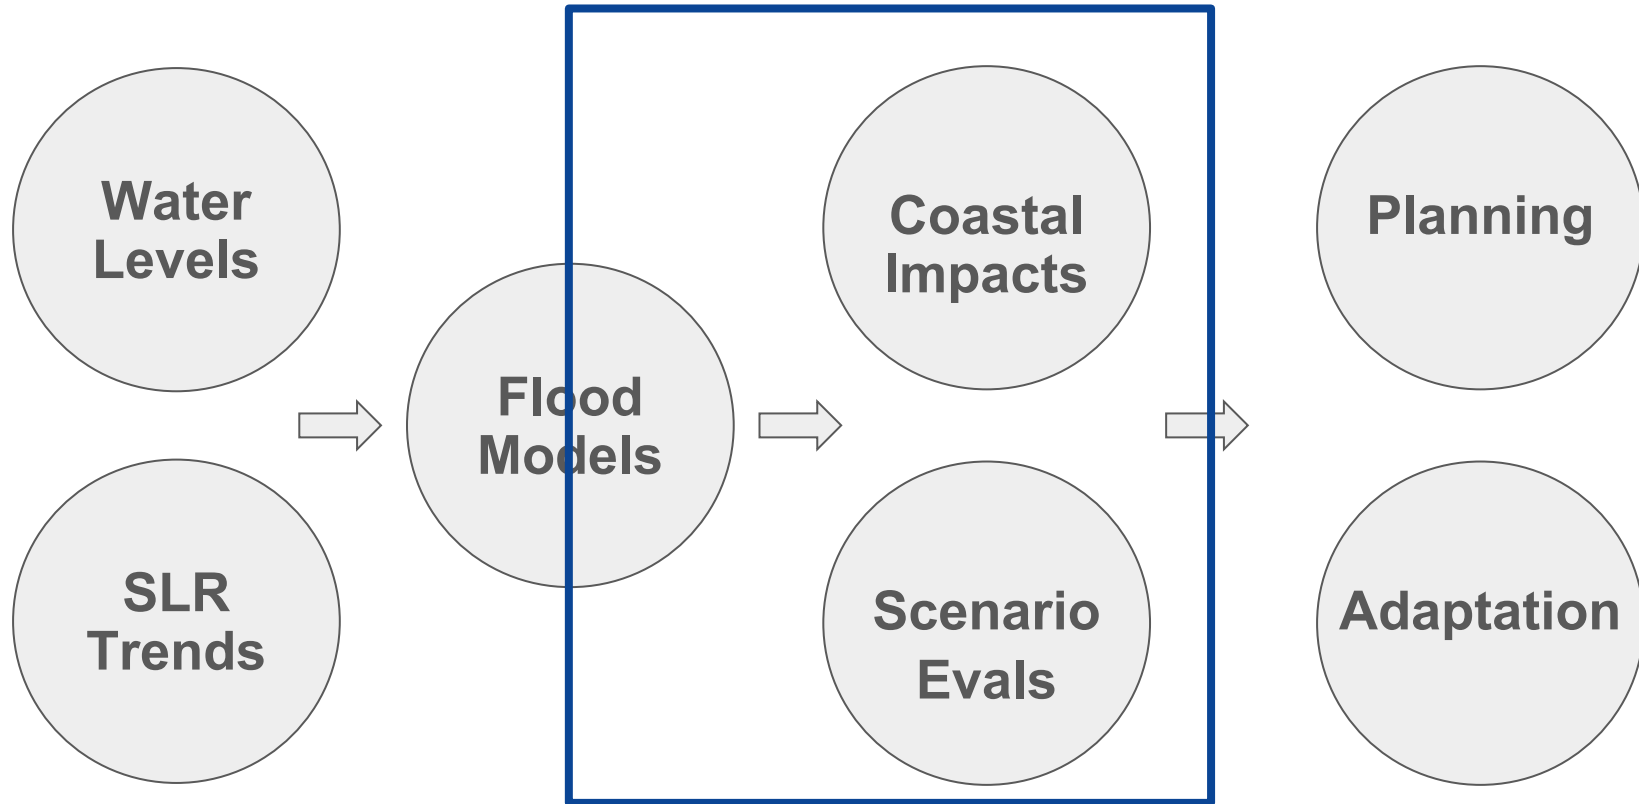 Water
Levels
SLR
Trends
Flood
Models
Coastal
Impacts
Scenario
Evals
Planning
Adaptation